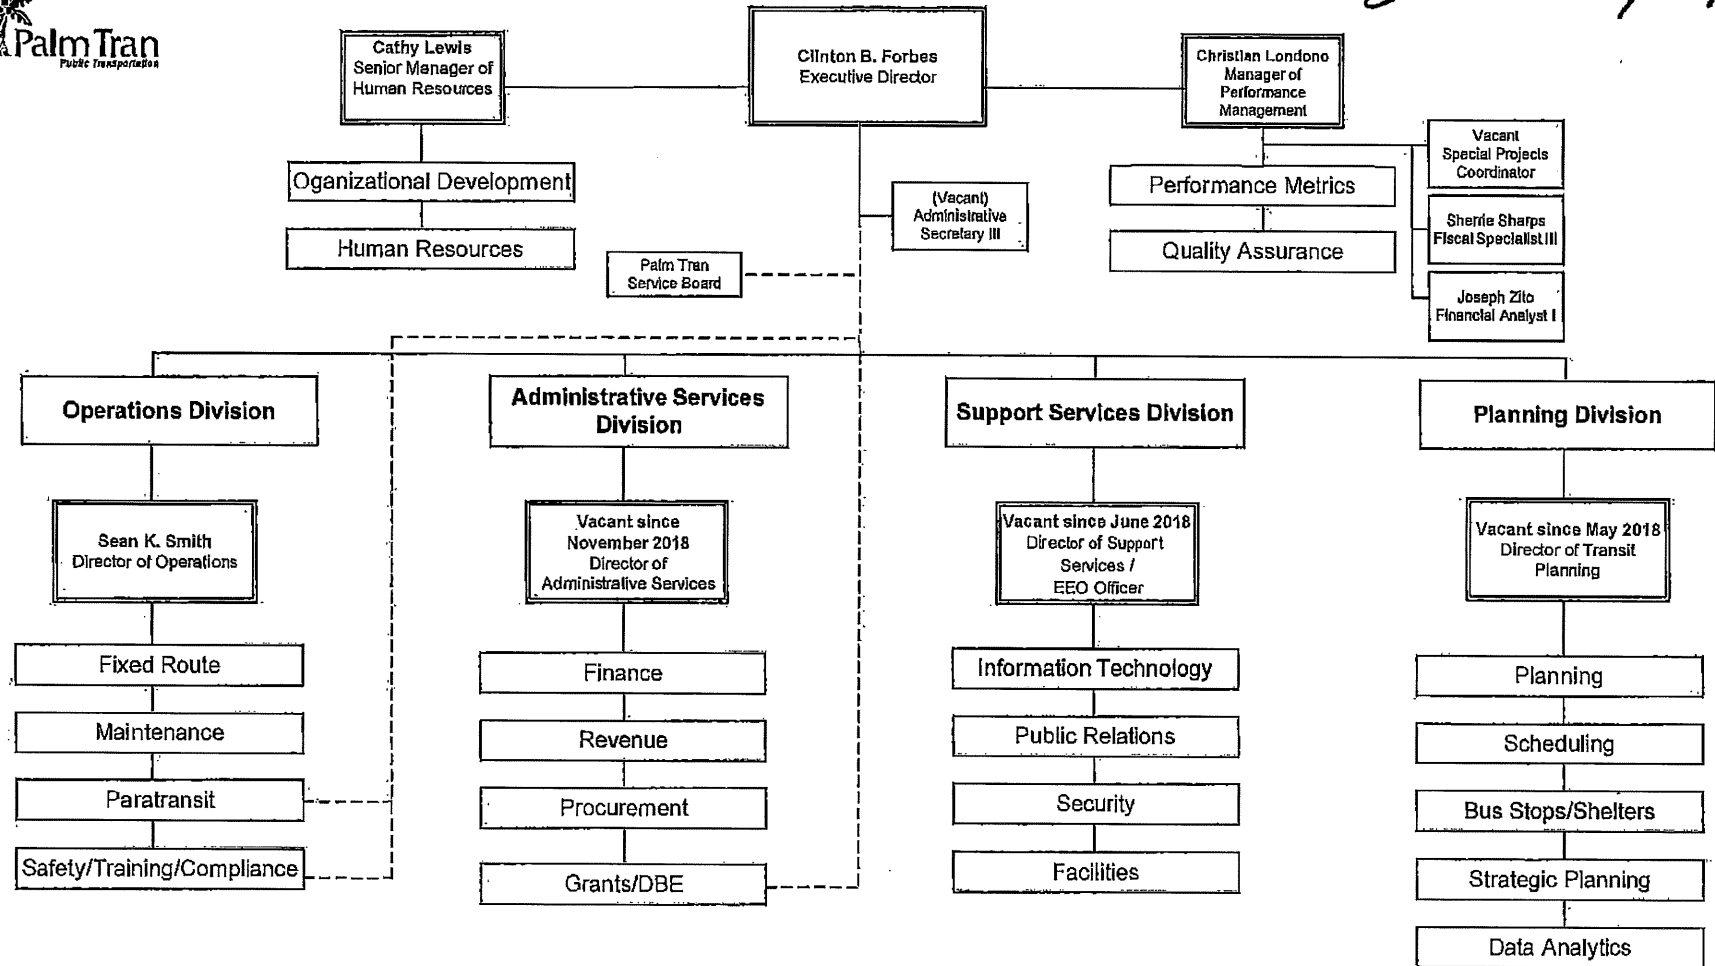 PalmTran
Public Transportation
Cathy Lewis
Senior Manager of
Human Resources
Clinton B. Forbes
Executive Director
Christian Londono
Manager of
Performance
Management
Vacant
Special Projects
Coordinator
Oganizational Development
Performance Metrics
(Vacant)
Administrative
Secretary III
Sherrie Sharps
Fiscal Specialist III
Human Resources
Quality Assurance
Palm Tran
Service Board
Joseph Zito
Financial Analyst I
Operations Division
Administrative Services
Division
Support Services Division
Planning Division
Sean K. Smith
Director of Operations
Vacant since
November 2018
Director of
Administrative Services
Vacant since June 2018
Director of Support
Services /
EEO Officer
Vacant since May 2018
Director of Transit
Planning
Fixed Route
Maintenance
Paratransit
Safety/Training/Compliance
Finance
Revenue
Procurement
Grants/DBE
Information Technology
Public Relations
Security
Facilities
Planning
Scheduling
Bus Stops/Shelters
Strategic Planning
Data Analytics